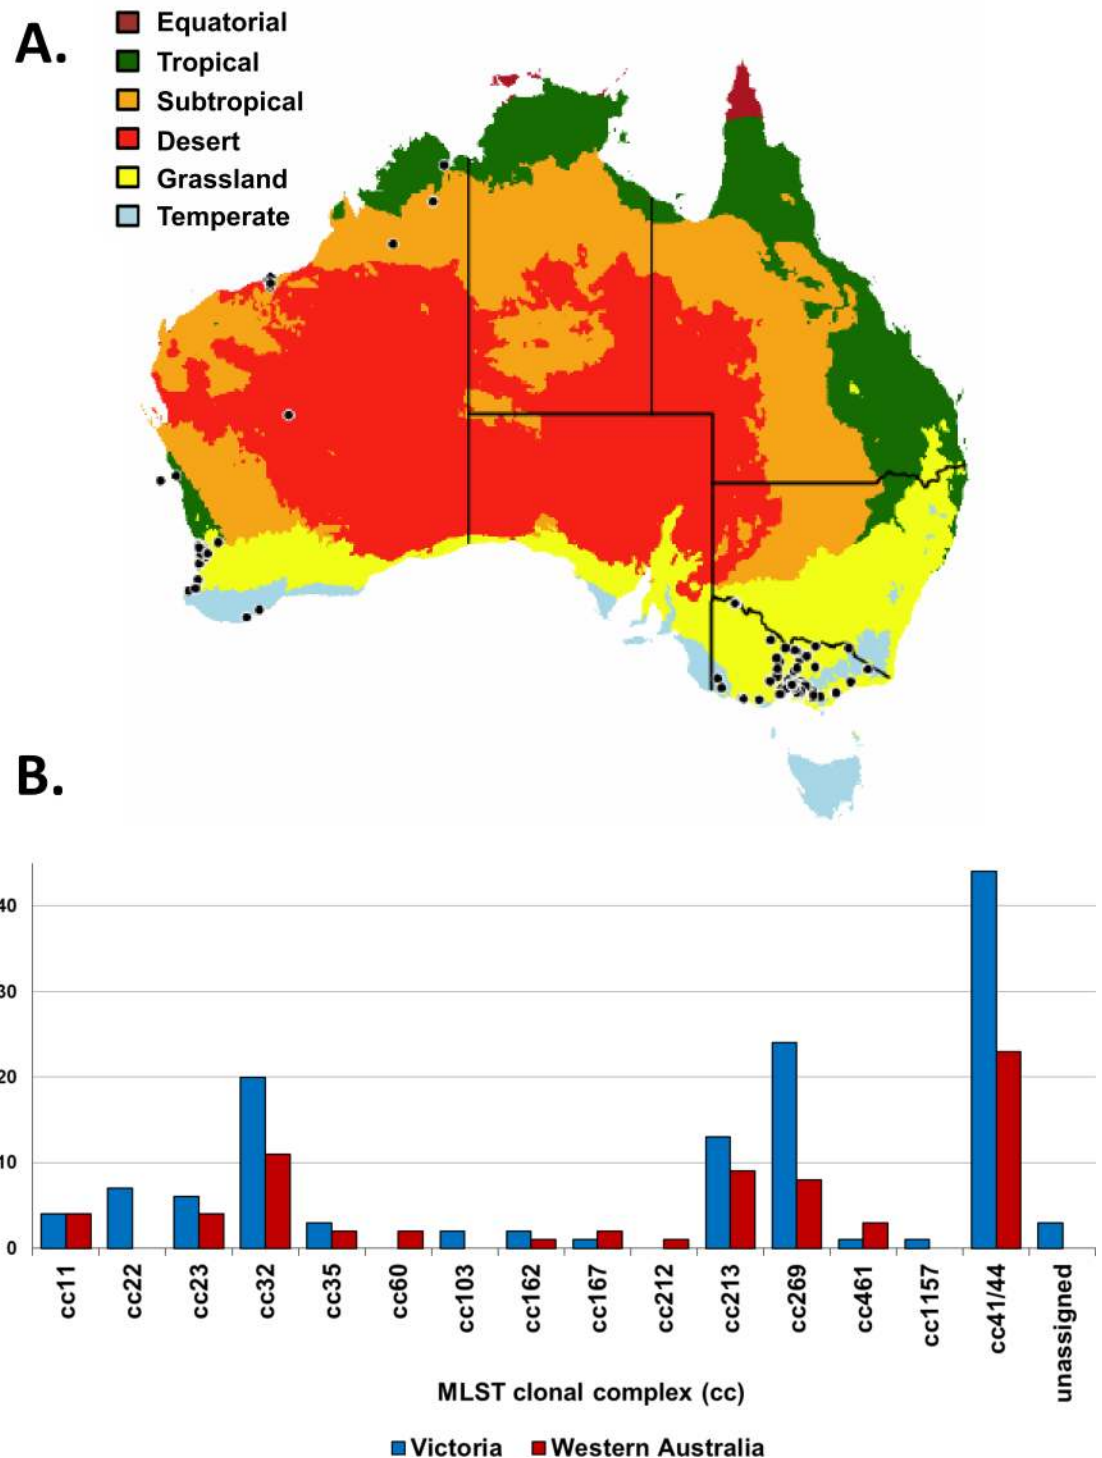 A.
Equatorial
Tropical
Subtropical
Desert
Grassland
Temperate
B.
40
30
20
10
0
cc11
cc22
cc23
cc32
cc35
cc60
cc103
cc162
cc167
cc212
cc213
cc269
cc461
cc1157
cc41/44
unassigned
MLST clonal complex (cc)
Victoria Western Australia